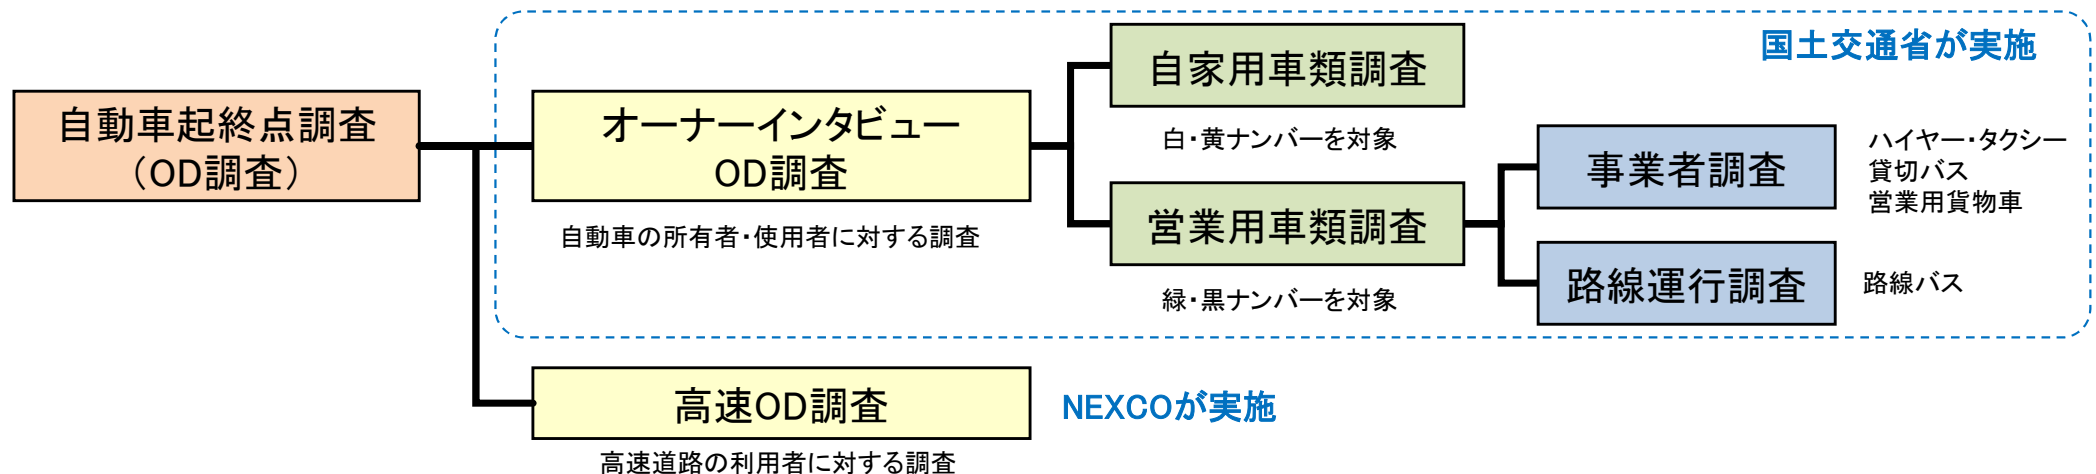 国土交通省が実施
自動車起終点調査
（OD調査）
オーナーインタビュー
OD調査
自動車の所有者・使用者に対する調査
自家用車類調査
白・黄ナンバーを対象
営業用車類調査
緑・黒ナンバーを対象
事業者調査
ハイヤー・タクシー
貸切バス
営業用貨物車
路線運行調査
路線バス
高速OD調査
NEXCOが実施
高速道路の利用者に対する調査